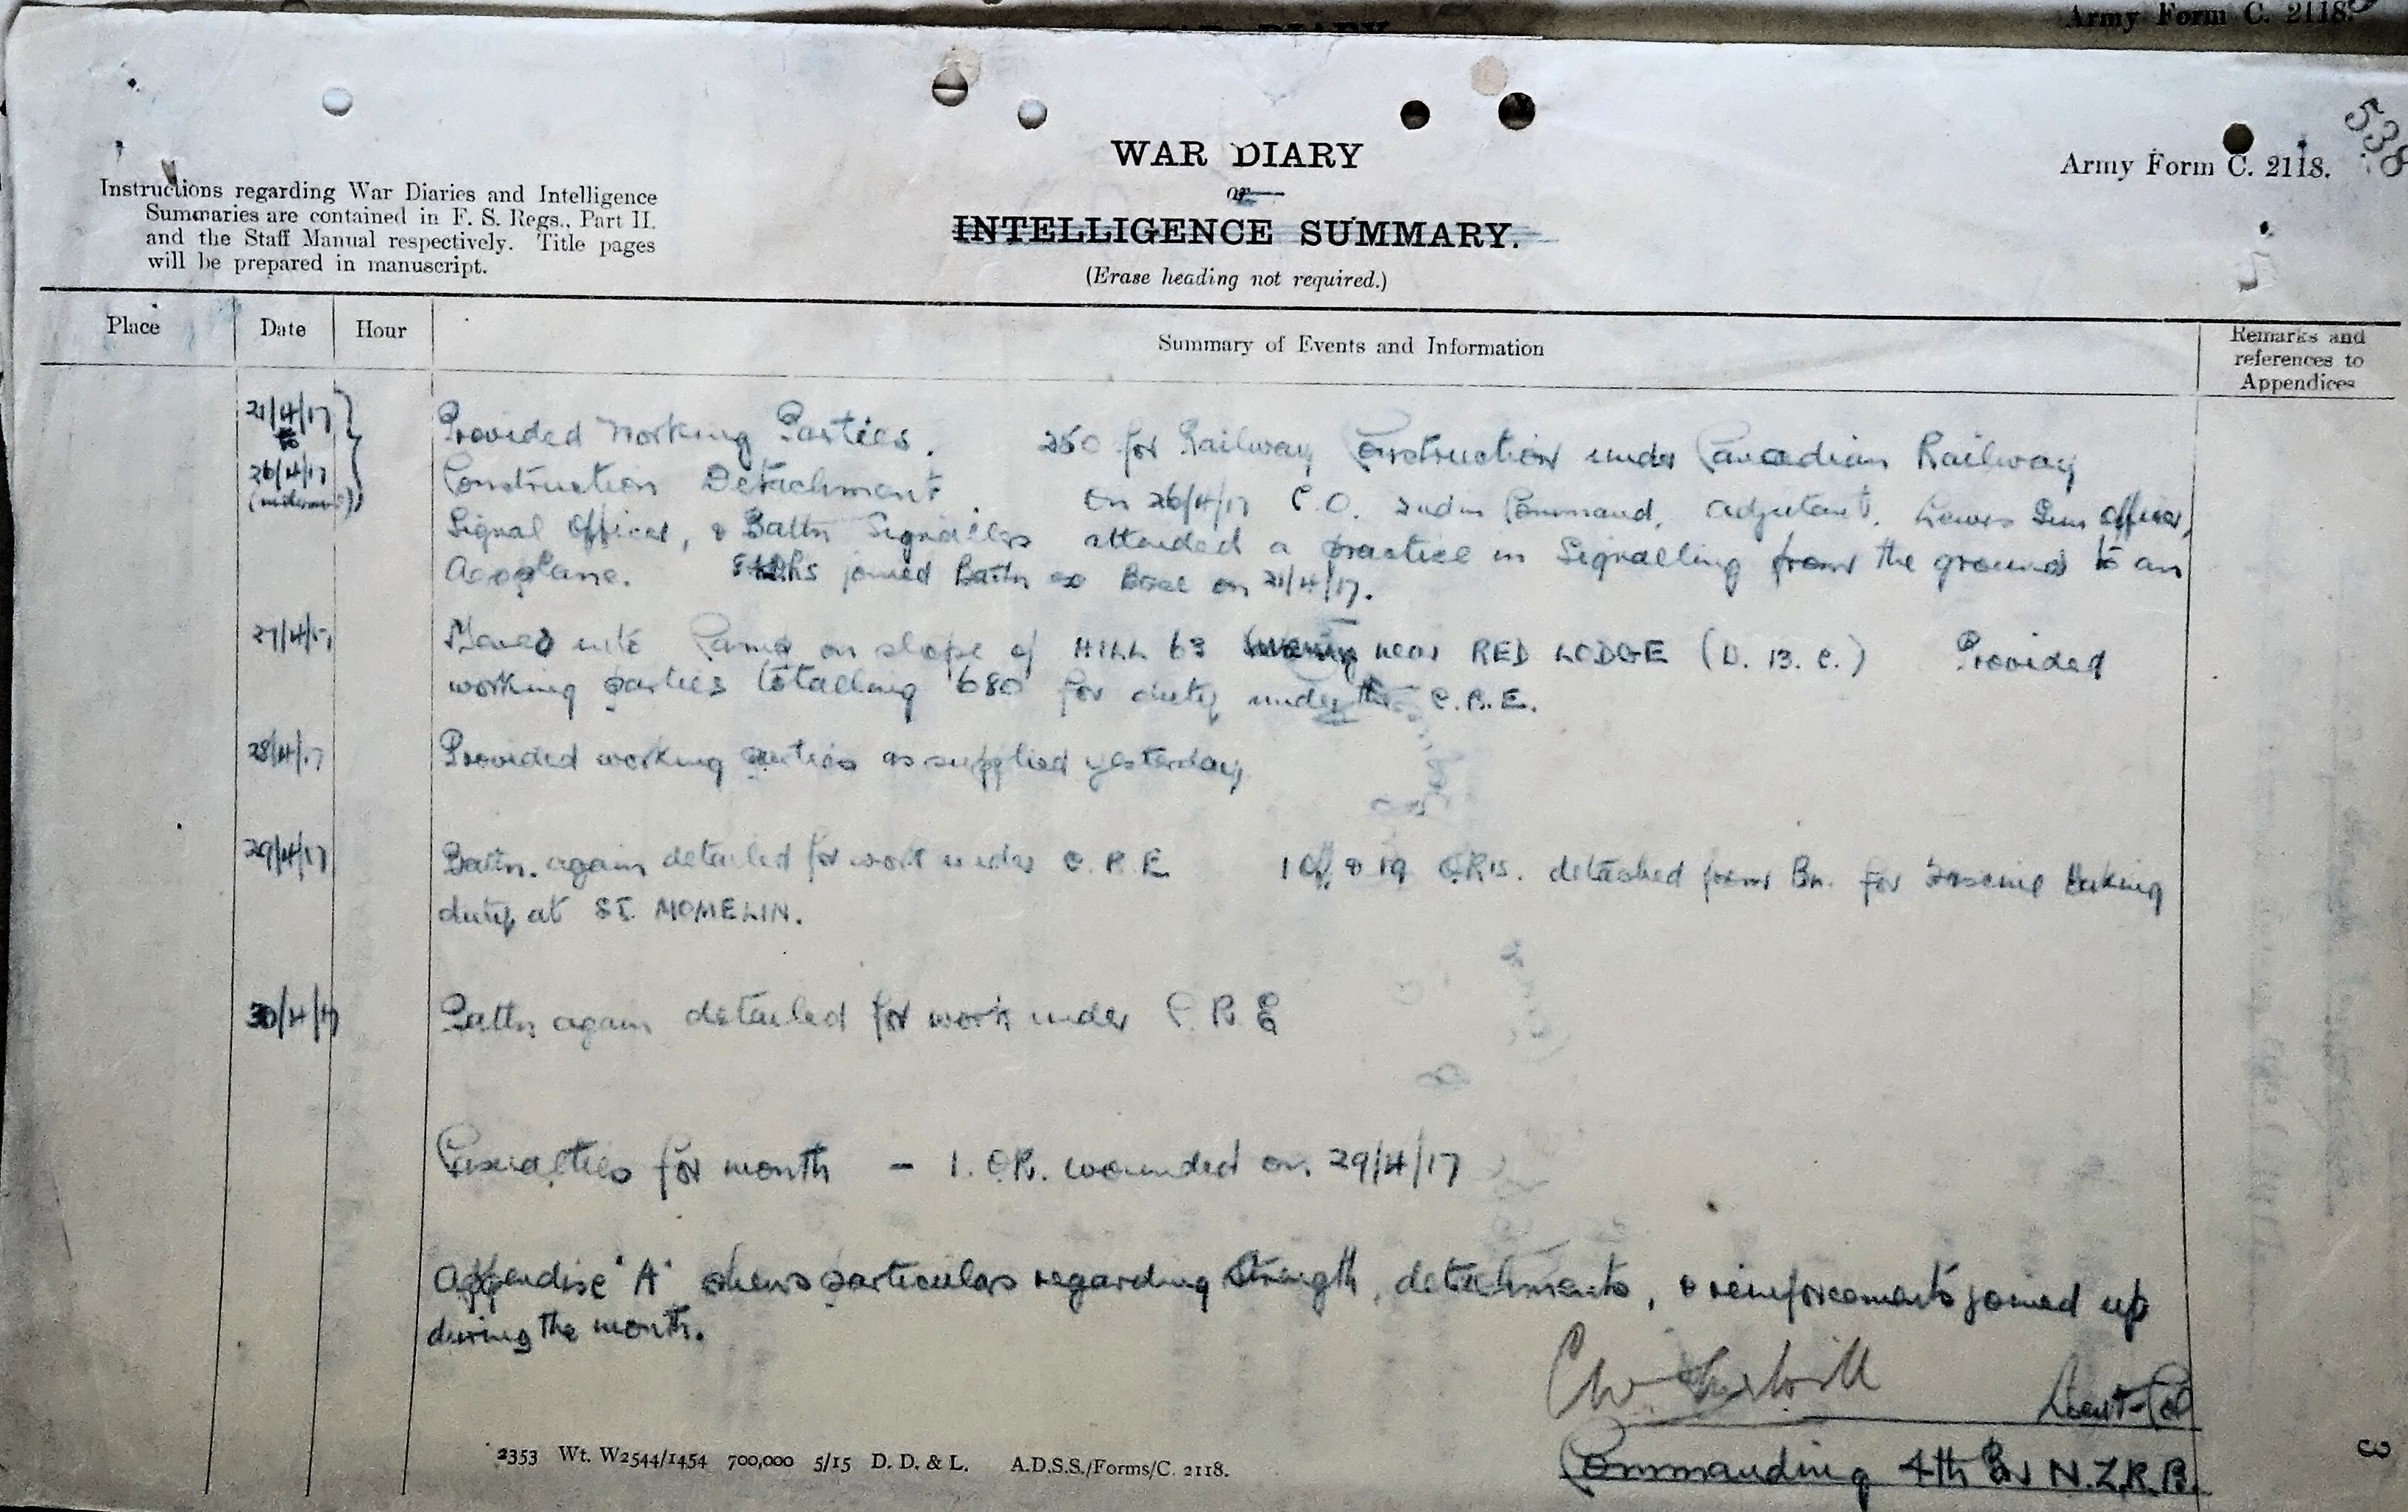 Army Form C. 2118.
538
WAR DIARY
or
INTELLIGENCE SUMMARY.
(Erase heading not required.)
Army Form C. 2118.
Instructions regarding War Diaries and Intelligence
Summaries are contained in F. S. Regs., Part II.
and the Staff Manual respectively. Title pages
will be prepared in manuscript.
Place Date Hour Summary of Events and Information Remarks and
references to
Appendices
21/4/17 Provided Working Parties. 250 for Railway Construction under Canadian Railway
to
26/4/17 Construction Detachment On 26/4/17 C.O. 2nd in Command, Adjutant, Lewis Gun officer,
Signal Officer, & Battn Signallers attended a practice in Signalling from the ground to an
Aeroplane. joined Battn ex Base on 21/4/17.
27/4/17 Moved into Camp on slope of HILL 63 near RED LODGE (U. 13. C.) Provided
working parties totalling 680 for duty under the C.R.E.
28/4/17 Provided working parties as supplied yesterday
29/4/17 Battn. again detailed for work under C. R. E 1 Off. & 19 O.R's. detached from Bn. for Fascine Making
duty at ST. MOMELIN.
30/4/17 Battn again detailed for work under C. R. E
Casualties for month – 1. O.R. wounded on. 29/4/17
Appendise 'A' shews particulars regarding Strength, detachments, & reinforcements joined up
during the month.
Lieut-Col
Commanding 4th Bn N.Z.R.B.
2353 Wt. W2544/1454 700,000 5/15 D. D. & L. A.D.S.S./Forms/C. 2118.
3